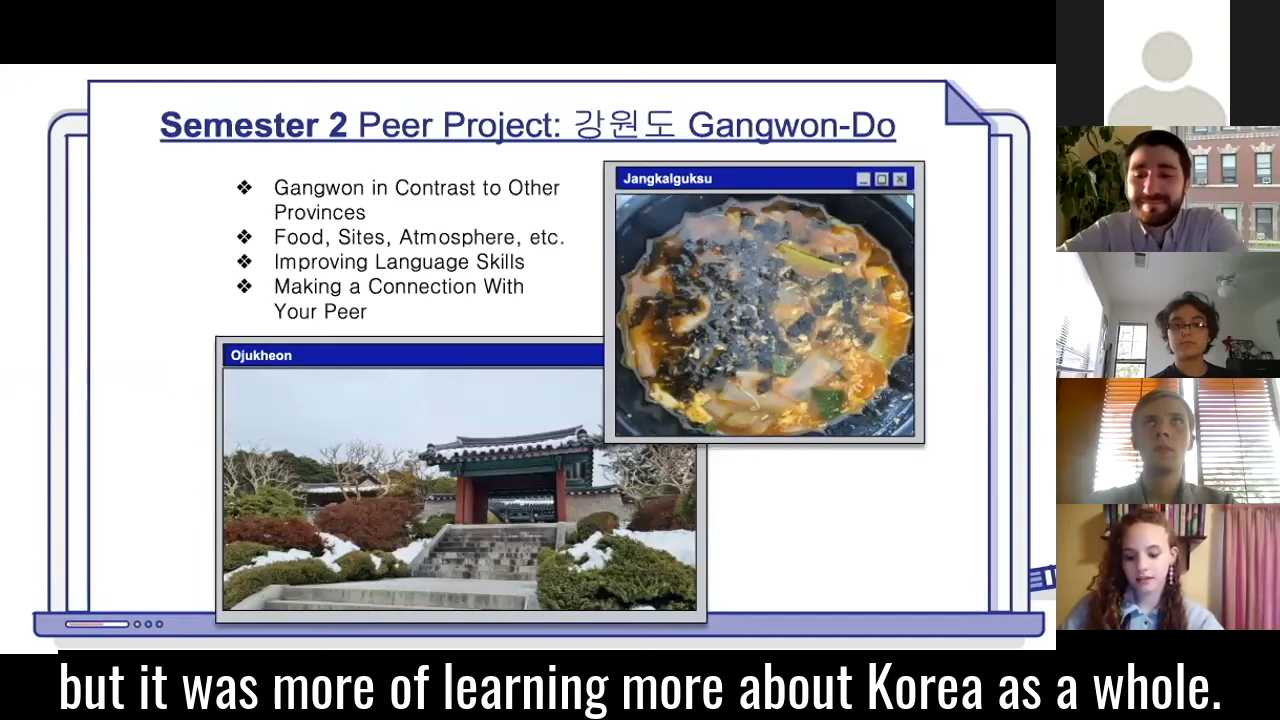 Semester 2 Peer Project: 강원도 Gangwon-Do
❖ Gangwon in Contrast to Other
Provinces
❖ Food, Sites, Atmosphere, etc.
❖ Improving Language Skills
❖ Making a Connection With
Your Peer
Jangkalguksu
Ojukheon
but it was more of learning more about Korea as a whole.